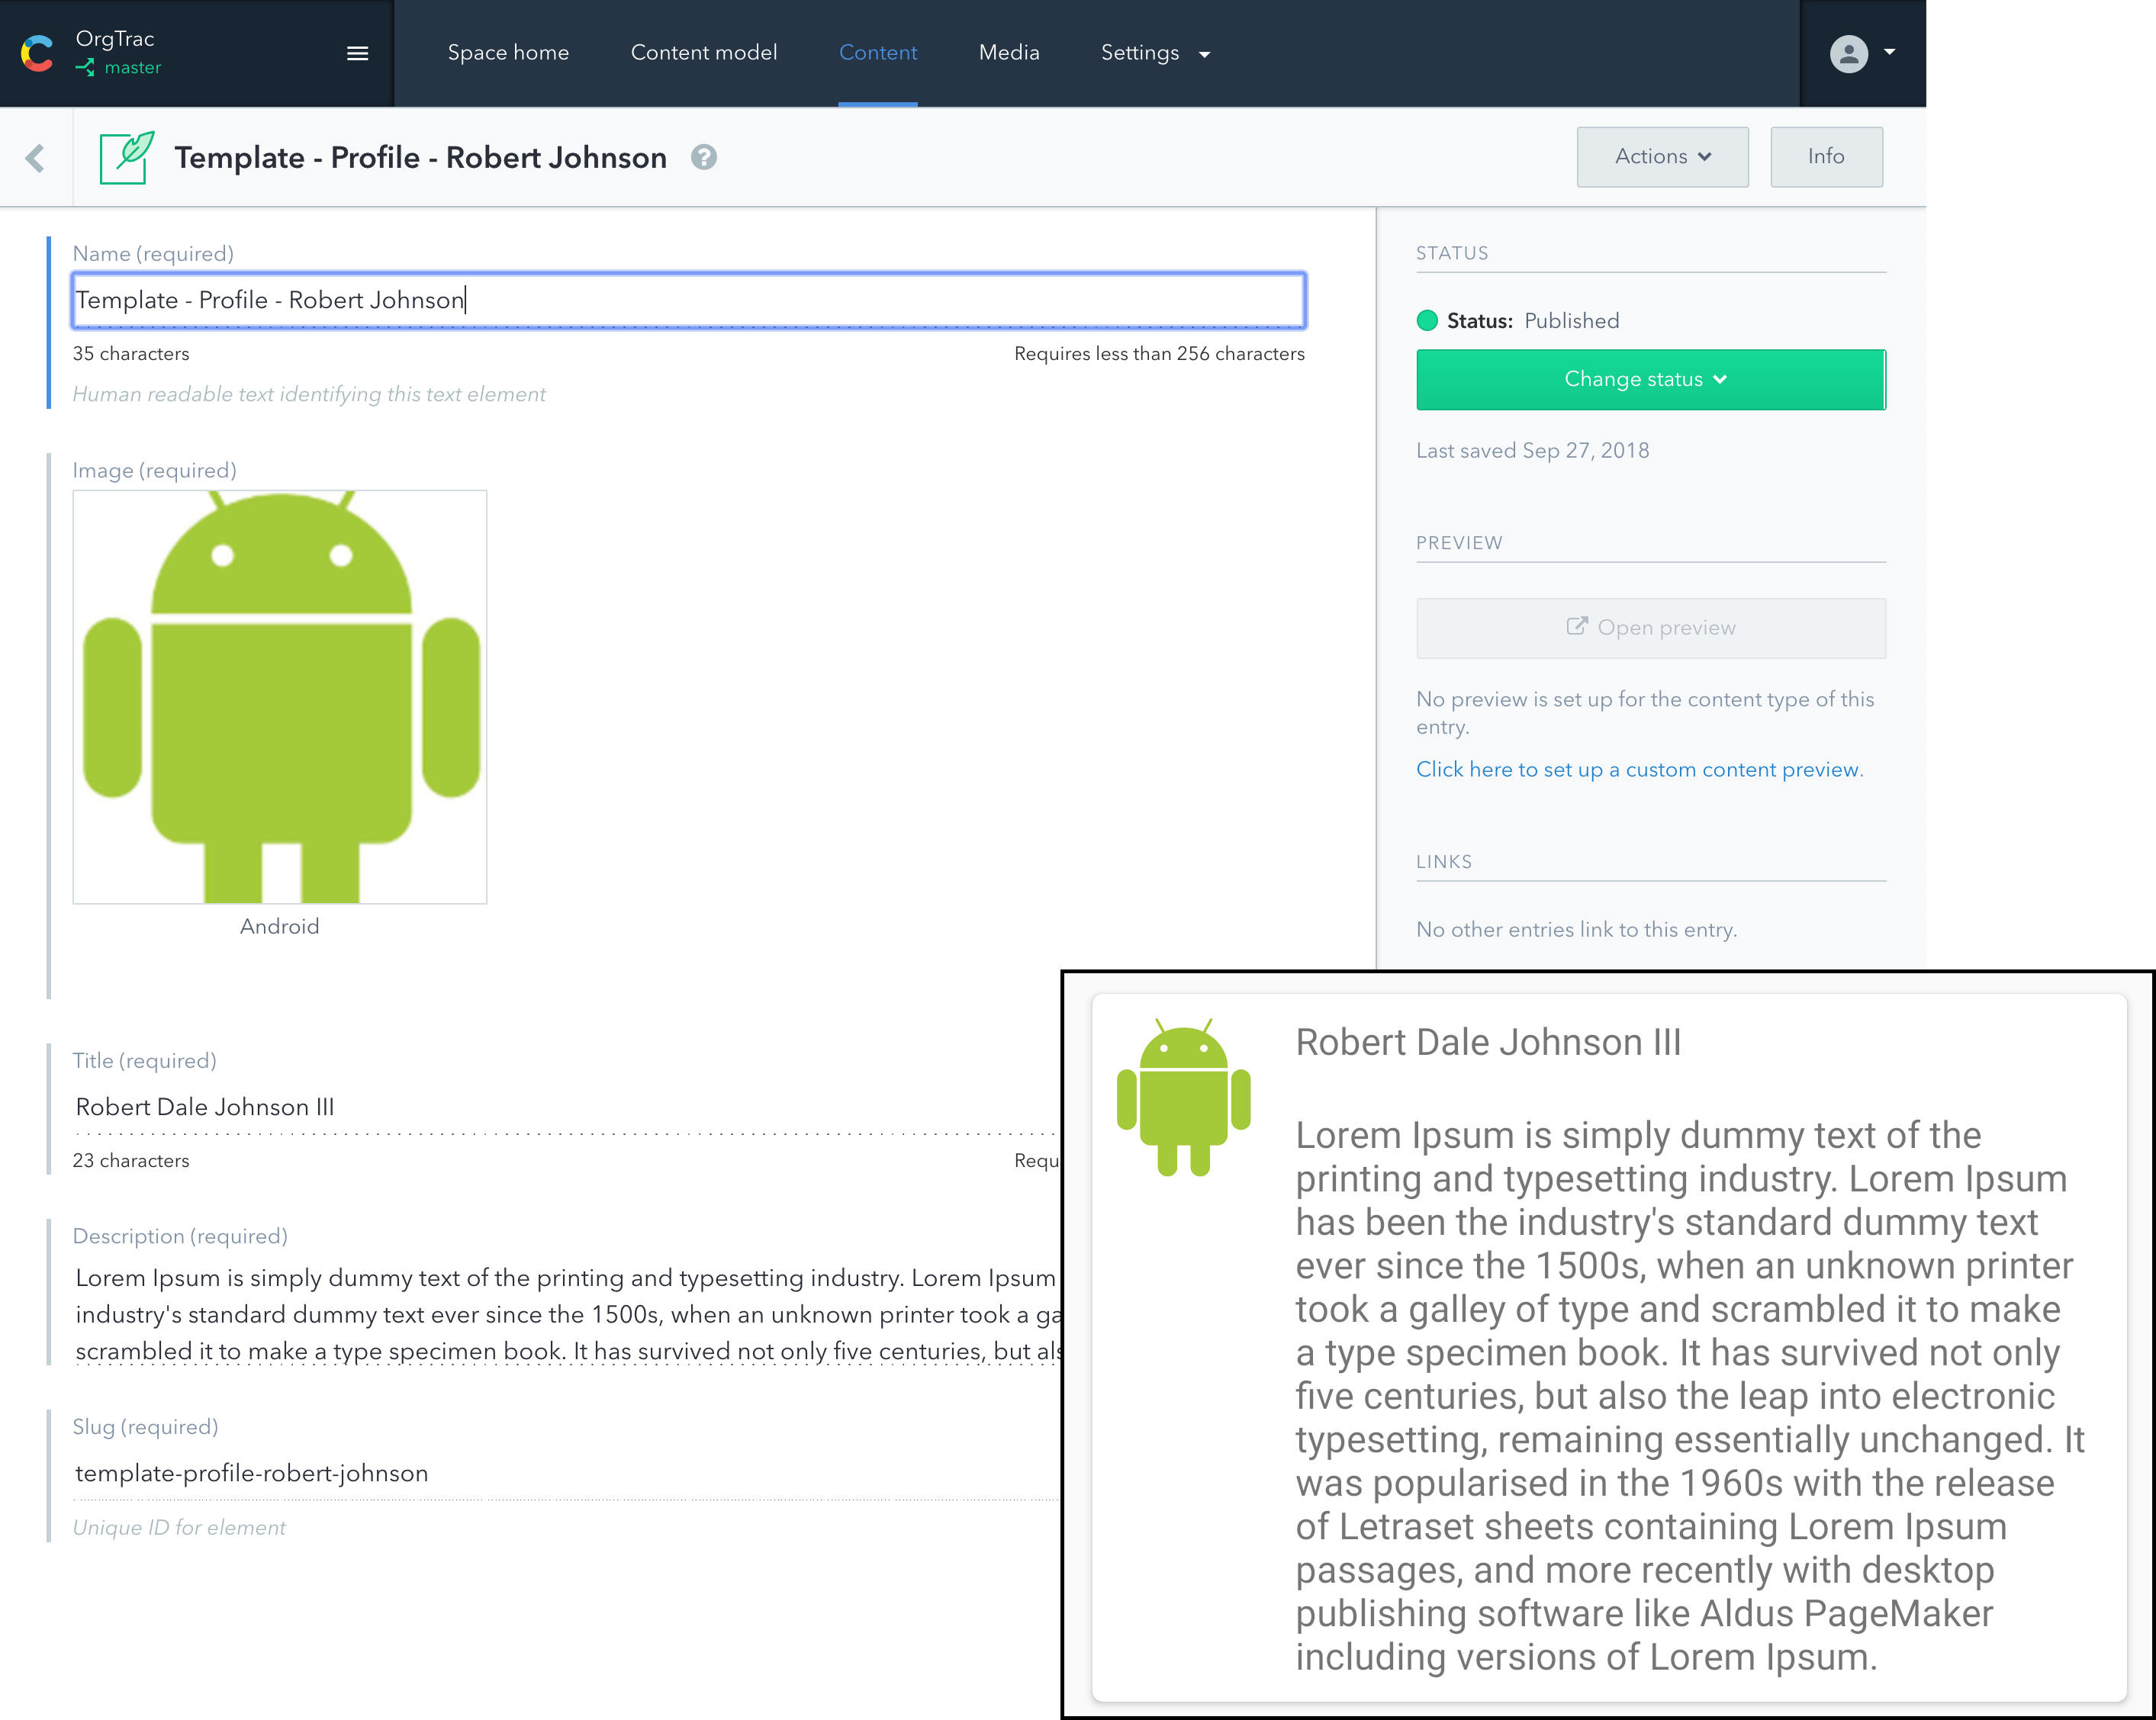 OrgTrac
master
Space home
Content model
Content
Media
Settings
Template - Profile - Robert Johnson
?
Actions
Info
Name (required)
Template - Profile - Robert Johnson
35 characters
Requires less than 256 characters
Human readable text identifying this text element
Image (required)
Android
Title (required)
Robert Dale Johnson III
23 characters
Requ
Description (required)
Lorem Ipsum is simply dummy text of the printing and typesetting industry. Lorem Ipsum
industry's standard dummy text ever since the 1500s, when an unknown printer took a ga
scrambled it to make a type specimen book. It has survived not only five centuries, but als
Slug (required)
template-profile-robert-johnson
Unique ID for element
STATUS
Status: Published
Change status
Last saved Sep 27, 2018
PREVIEW
Open preview
No preview is set up for the content type of this
entry.
Click here to set up a custom content preview.
LINKS
No other entries link to this entry.
Robert Dale Johnson III
Lorem Ipsum is simply dummy text of the
printing and typesetting industry. Lorem Ipsum
has been the industry's standard dummy text
ever since the 1500s, when an unknown printer
took a galley of type and scrambled it to make
a type specimen book. It has survived not only
five centuries, but also the leap into electronic
typesetting, remaining essentially unchanged. It
was popularised in the 1960s with the release
of Letraset sheets containing Lorem Ipsum
passages, and more recently with desktop
publishing software like Aldus PageMaker
including versions of Lorem Ipsum.